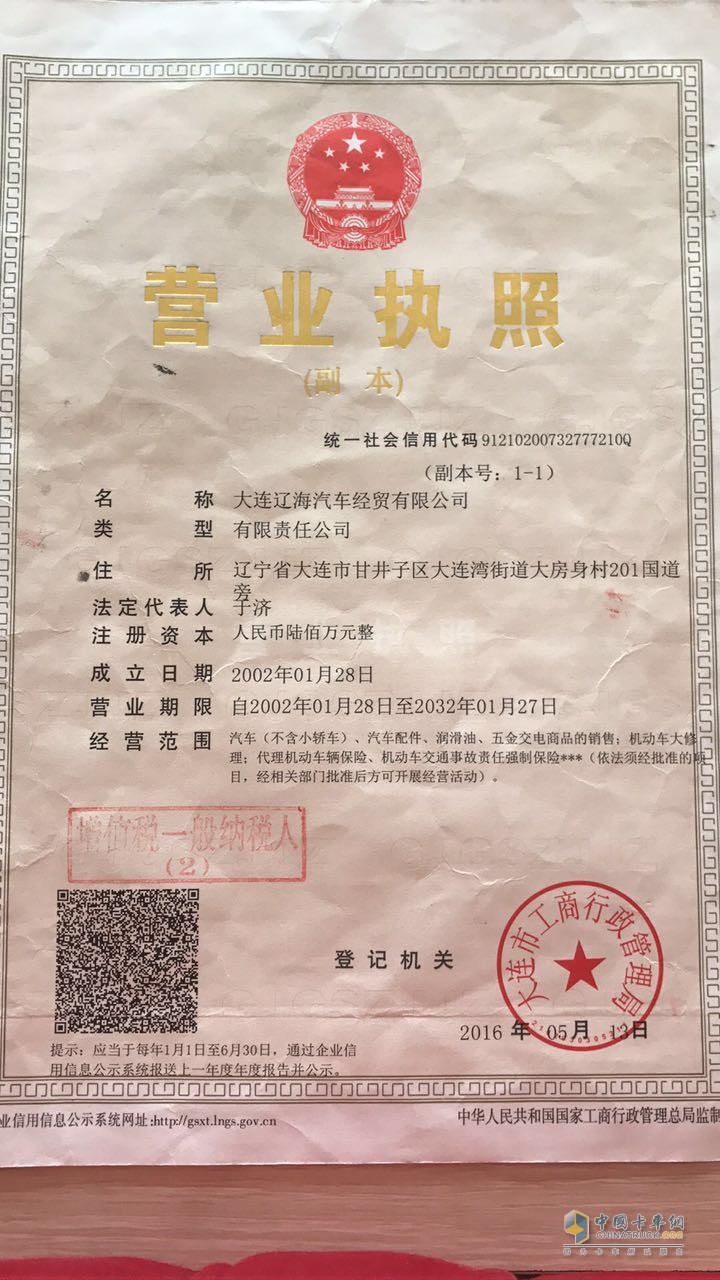 营业执照
(副 本)
统一社会信用代码 91210200732777210Q
（副本号：1-1）
名称 大连辽海汽车经贸有限公司
类型 有限责任公司
住所 辽宁省大连市甘井子区大连湾街道大房身村201国道
旁
法定代表人 于济
注册资本 人民币陆佰万元整
成立日期 2002年01月28日
营业期限 自2002年01月28日至2032年01月27日
经营范围 汽车（不含小轿车）、汽车配件、润滑油、五金交电商品的销售；机动车大修
理；代理机动车辆保险、机动车交通事故责任强制保险***（依法须经批准的项
目，经相关部门批准后方可开展经营活动）。
增值税一般纳税人
（2）
登记机关
大连市工商行政管理局
2016 年 05月 13日
提示：应当于每年1月1日至6月30日，通过企业信
用信息公示系统报送上一年度年度报告并公示。
业信用信息公示系统网址:http://gsxt.lngs.gov.cn
中华人民共和国国家工商行政管理总局监制
中国卡车网
CHINATRUCK.ORG